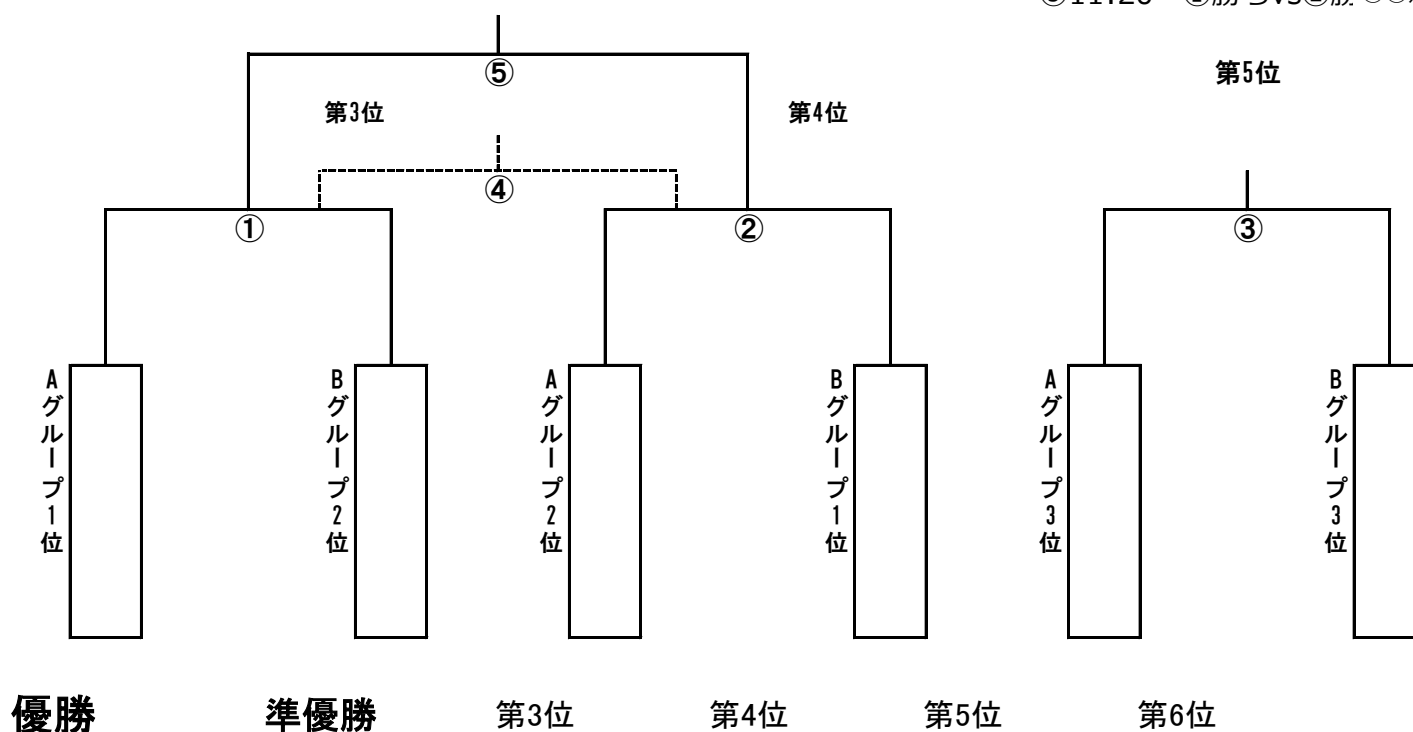 ⑤
第5位
第3位
第4位
④
①
②
③
Aグループ1位
Bグループ2位
Aグループ2位
Bグループ1位
Aグループ3位
Bグループ3位
優勝
準優勝
第3位
第4位
第5位
第6位